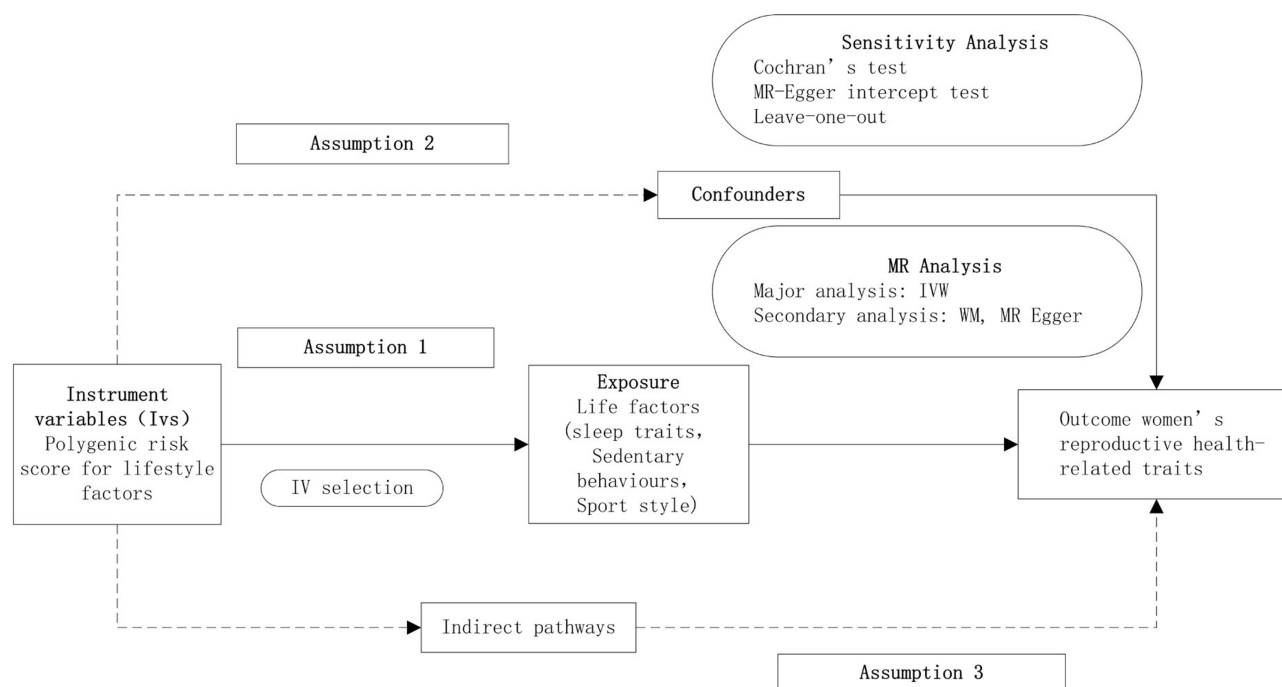 Sensitivity Analysis
Cochran’s test
MR-Egger intercept test
Leave-one-out
Assumption 2
Confounders
MR Analysis
Major analysis: IVW
Secondary analysis: WM, MR Egger
Assumption 1
Instrument
variables（Ivs）
Polygenic risk
score for lifestyle
factors
IV selection
Exposure
Life factors
(sleep traits,
Sedentary
behaviours,
Sport style)
Outcome women’s
reproductive health-
related traits
Indirect pathways
Assumption 3